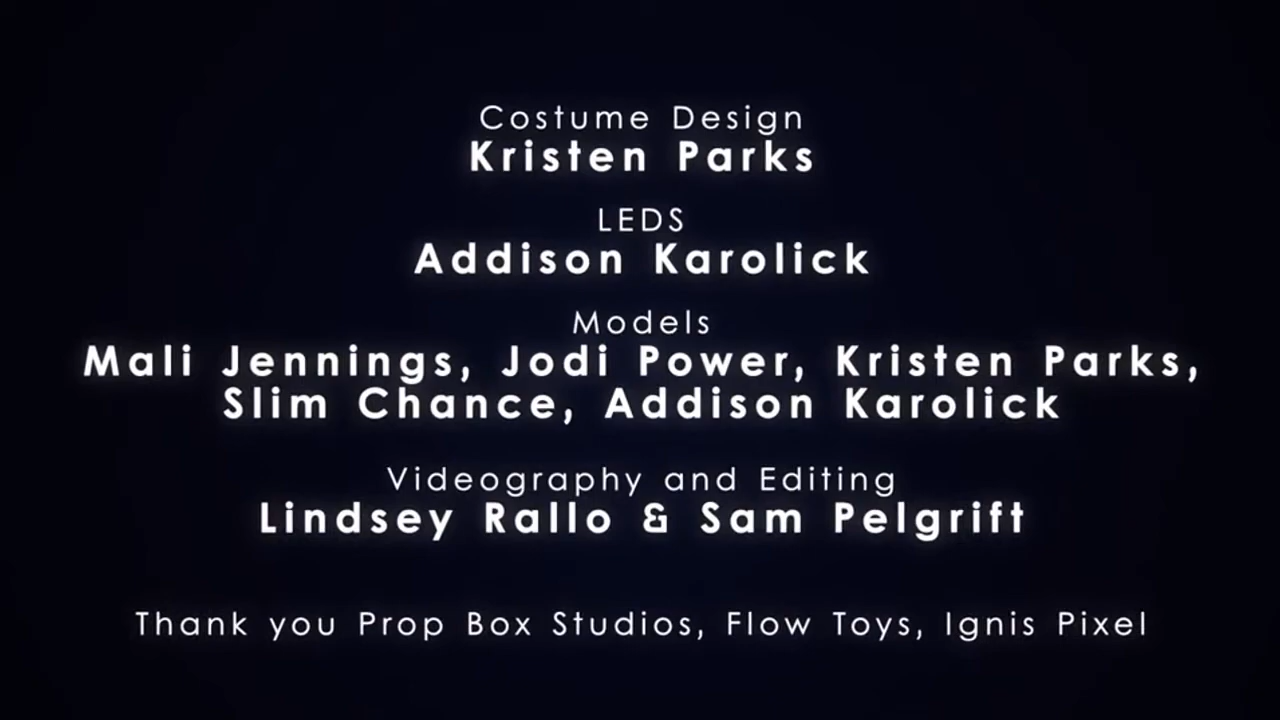 Costume Design
Kristen Parks
LEDS
Addison Karolick
Models
Mali Jennings, Jodi Power, Kristen Parks,
Slim Chance, Addison Karolick
Videography and Editing
Lindsey Rallo & Sam Pelgrift
Thank you Prop Box Studios, Flow Toys, Ignis Pixel